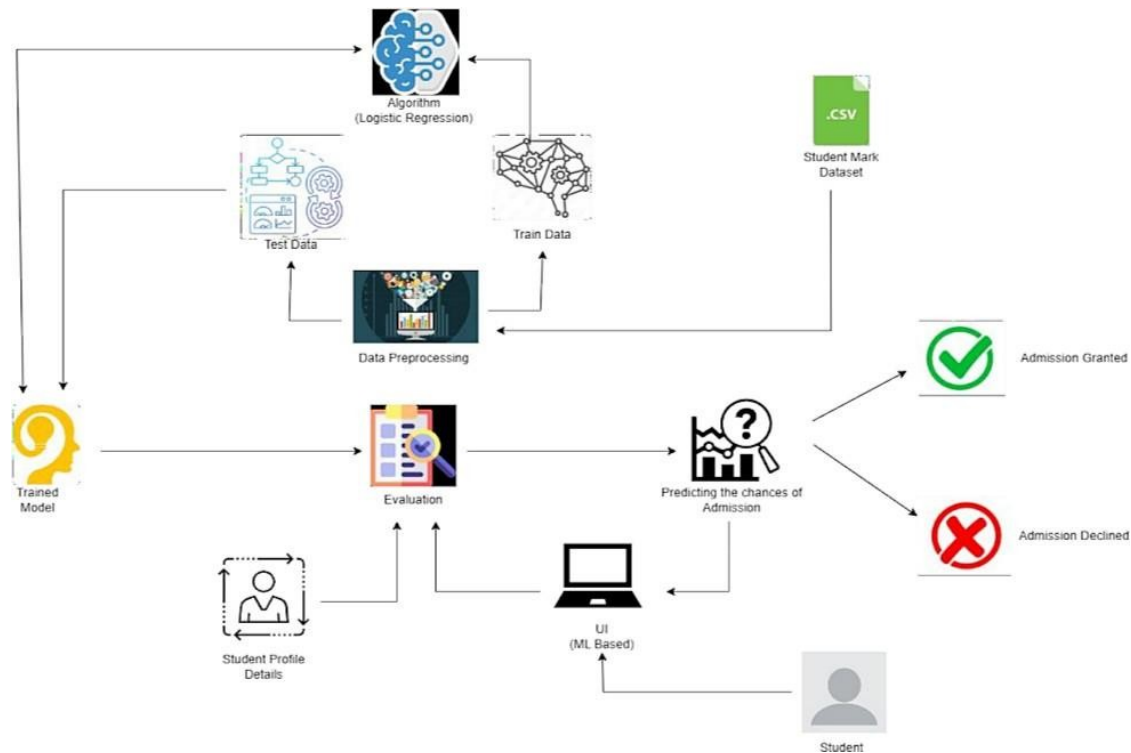 Algorithm
(Logistic Regression)
.CSV
Student Mark
Dataset
Test Data
Train Data
Data Preprocessing
Admission Granted
Trained
Model
Evaluation
?
Predicting the chances of
Admission
Admission Declined
UI
(ML Based)
Student Profile
Details
Student